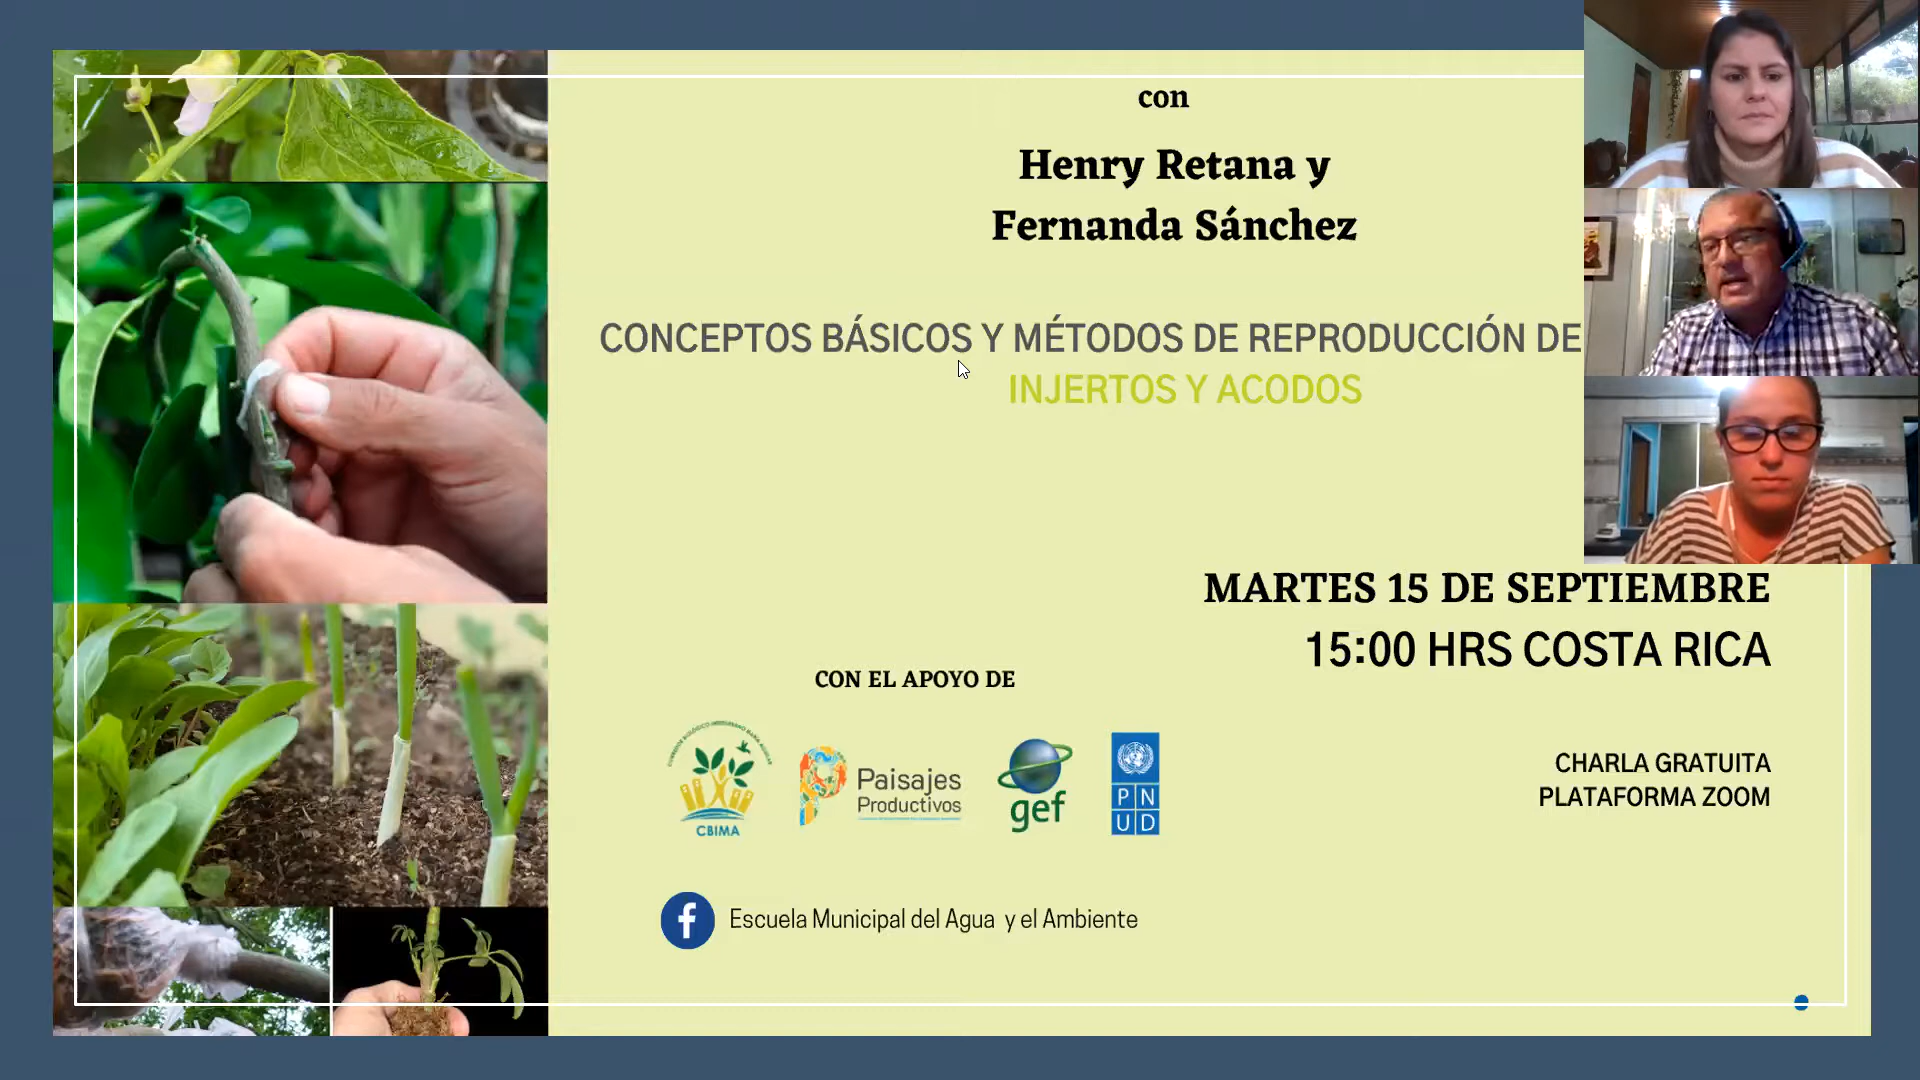 con
Henry Retana y
Fernanda Sánchez
CONCEPTOS BÁSICOS Y MÉTODOS DE REPRODUCCIÓN DE
INJERTOS Y ACODOS
MARTES 15 DE SEPTIEMBRE
15:00 HRS COSTA RICA
CON EL APOYO DE
CBIMA
Paisajes
Productivos
gef
P N
U D
CHARLA GRATUITA
PLATAFORMA ZOOM
f
Escuela Municipal del Agua y el Ambiente